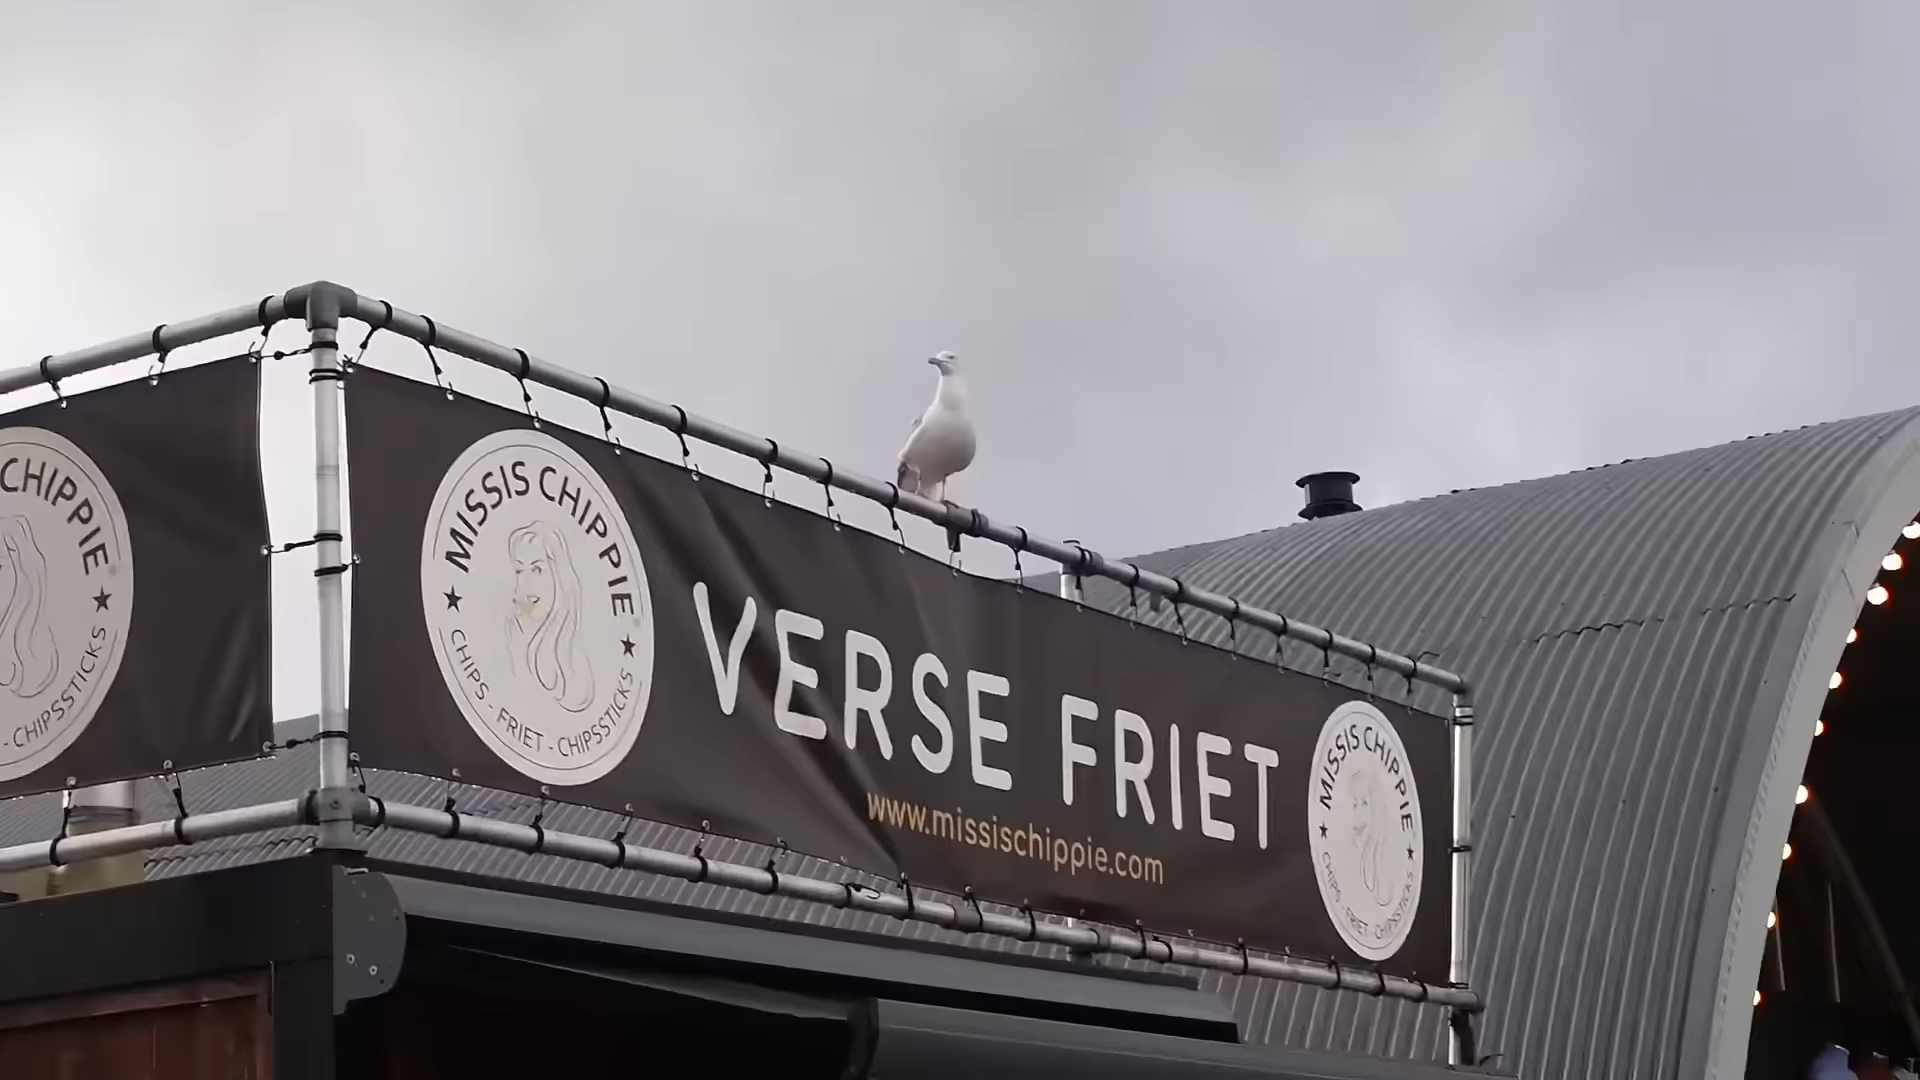 CHIPPIE
- CHIPSSTICKS
MISSIS CHIPPIE
CHIPS - FRIET - CHIPSSTICKS
VERSE FRIET
www.missischippie.com
MISSIS CHIPPIE
CHIPS - FRIET - CHIPSSTICKS